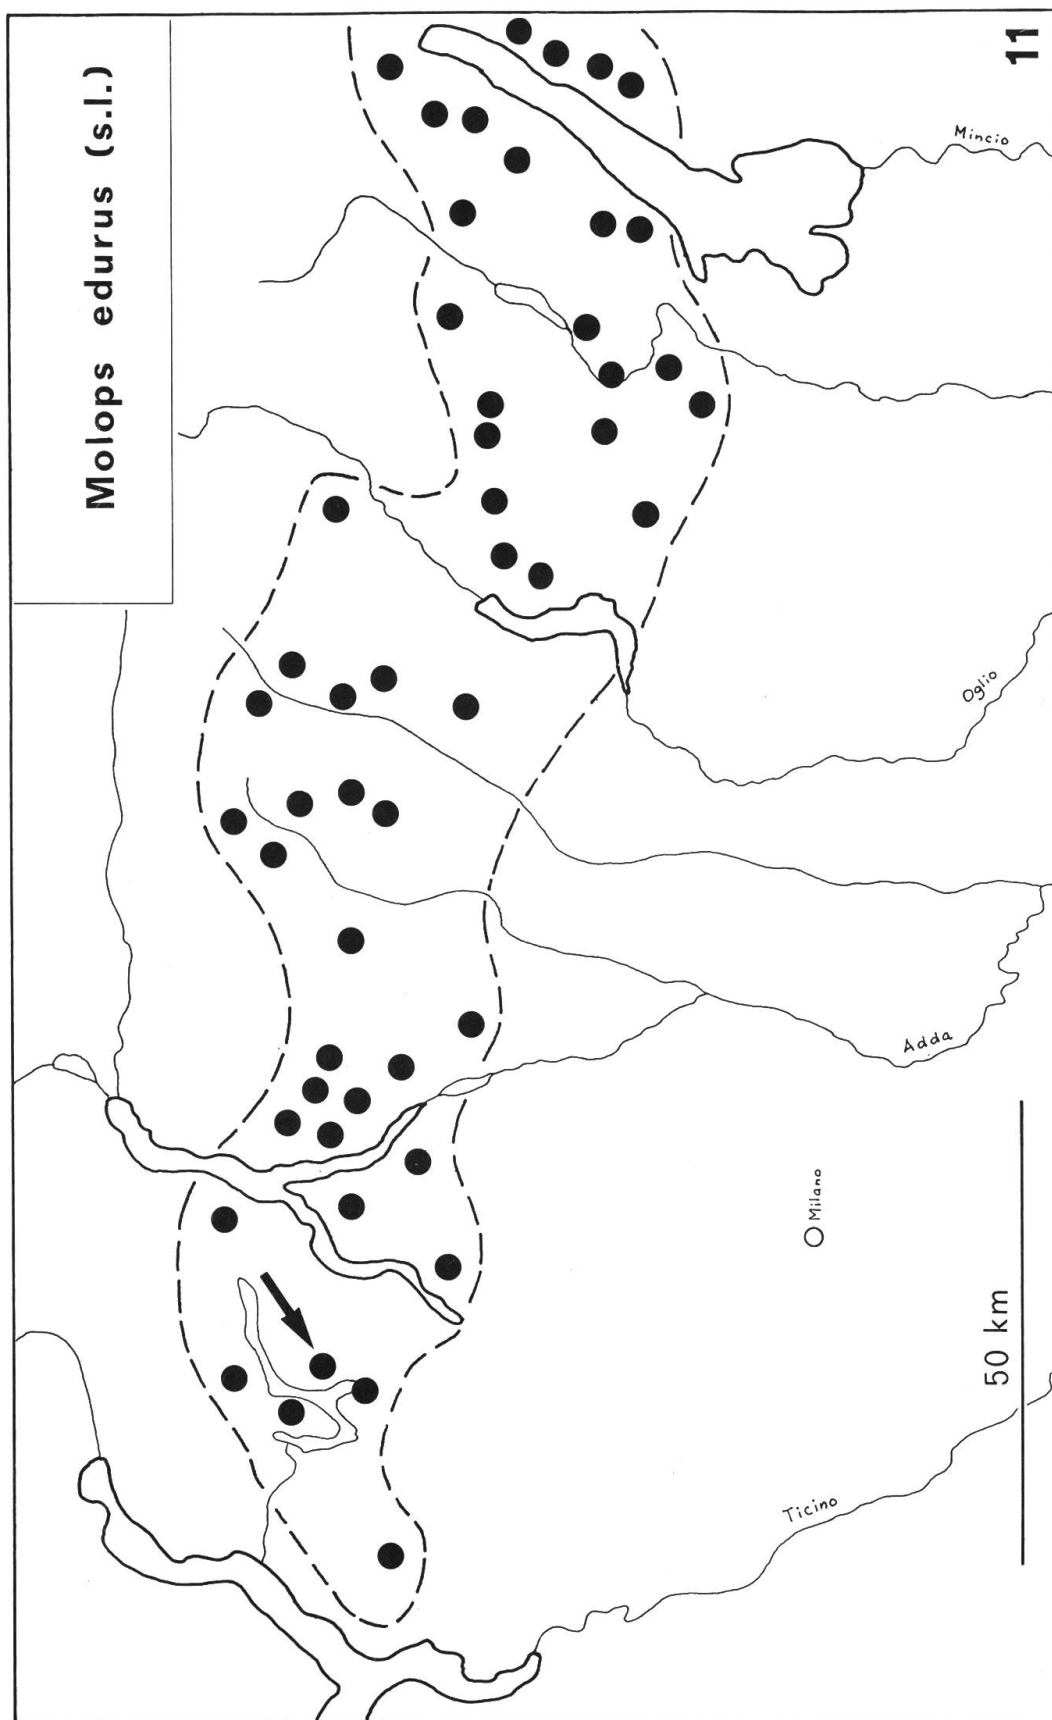 Molops edurus (s.l.)
11
Mincio
Oglio
Adda
Milano
Ticino
50 km